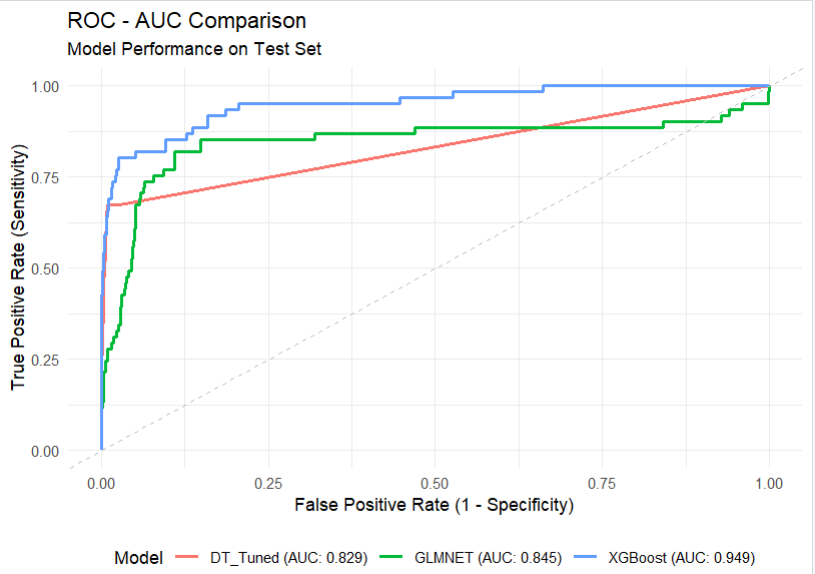 ROC - AUC Comparison
Model Performance on Test Set
True Positive Rate (Sensitivity)
1.00
0.75
0.50
0.25
0.00
0.00 0.25 0.50 0.75 1.00
False Positive Rate (1 - Specificity)
Model DT_Tuned (AUC: 0.829) GLMNET (AUC: 0.845) XGBoost (AUC: 0.949)